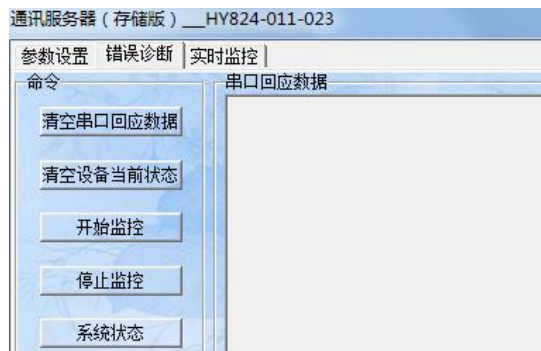 通讯服务器（存储版）__HY824-011-023
参数设置 错误诊断 实时监控
命令 串口回应数据
清空串口回应数据
清空设备当前状态
开始监控
停止监控
系统状态